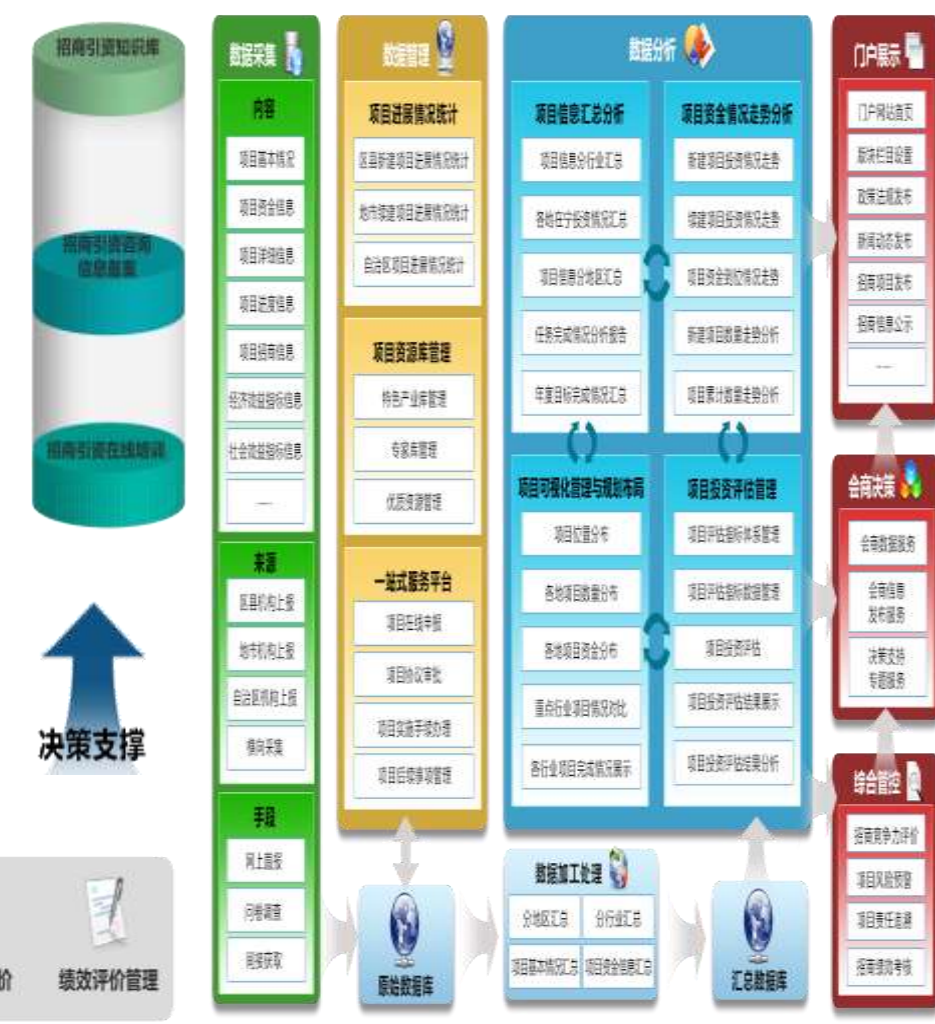 招商引资知识库
招商引资咨询
信息备案
招商引资在线培训
决策支撑
价
绩效评价管理
数据采集
内容
项目基本情况
项目资金信息
项目详细信息
项目进度信息
项目招商信息
经济效益指标信息
社会效益指标信息
......
来源
区县机构上报
地市机构上报
自治区机构上报
横向采集
手段
网上直报
问卷调查
间接获取
数据管理
项目进展情况统计
区县新建项目进展情况统计
地市续建项目进展情况统计
自治区项目进展情况统计
项目资源库管理
特色产业库管理
专家库管理
优质资源管理
一站式服务平台
项目在线申报
项目协议审批
项目实施手续办理
项目后续事项管理
原始数据库
数据分析
项目信息汇总分析
项目信息分行业汇总
各地在宁投资情况汇总
项目信息分地区汇总
任务完成情况分析报告
年度目标完成情况汇总
项目资金情况走势分析
新建项目投资情况走势
续建项目投资情况走势
项目资金到位情况走势
新建项目数量走势分析
项目累计数量走势分析
项目可视化管理与规划布局
项目位置分布
各地项目数量分布
各地项目资金分布
重点行业项目情况对比
各行业项目完成情况展示
项目投资评估管理
项目评估指标体系管理
项目评估指标数据管理
项目投资评估
项目投资评估结果展示
项目投资评估结果分析
数据加工处理
分地区汇总
分行业汇总
项目基本情况汇总
项目资金信息汇总
汇总数据库
门户展示
门户网站首页
版块栏目设置
政策法规发布
新闻动态发布
招商项目发布
招商信息公示
......
会商决策
会商数据服务
会商信息
发布服务
决策支持
专题服务
综合管控
招商竞争力评价
项目风险预警
项目责任追溯
招商绩效考核